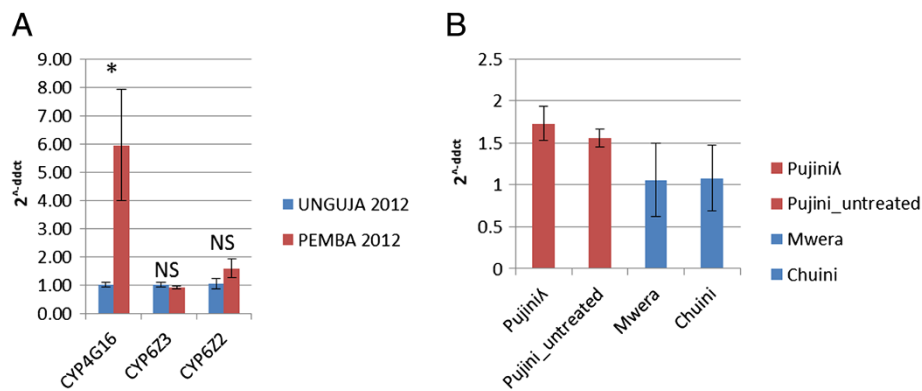 A
9.00
8.00
7.00
6.00
5.00
4.00
3.00
2.00
1.00
0.00
2^-ddct
*
NS
NS
CYP4G16
CYP6Z3
CYP6Z2
UNGUJA 2012
PEMBA 2012
B
2.5
2
1.5
1
0.5
0
2^-ddct
Pujiniʎ
Pujini_untreated
Mwera
Chuini
Pujiniʎ
Pujini_untreated
Mwera
Chuini